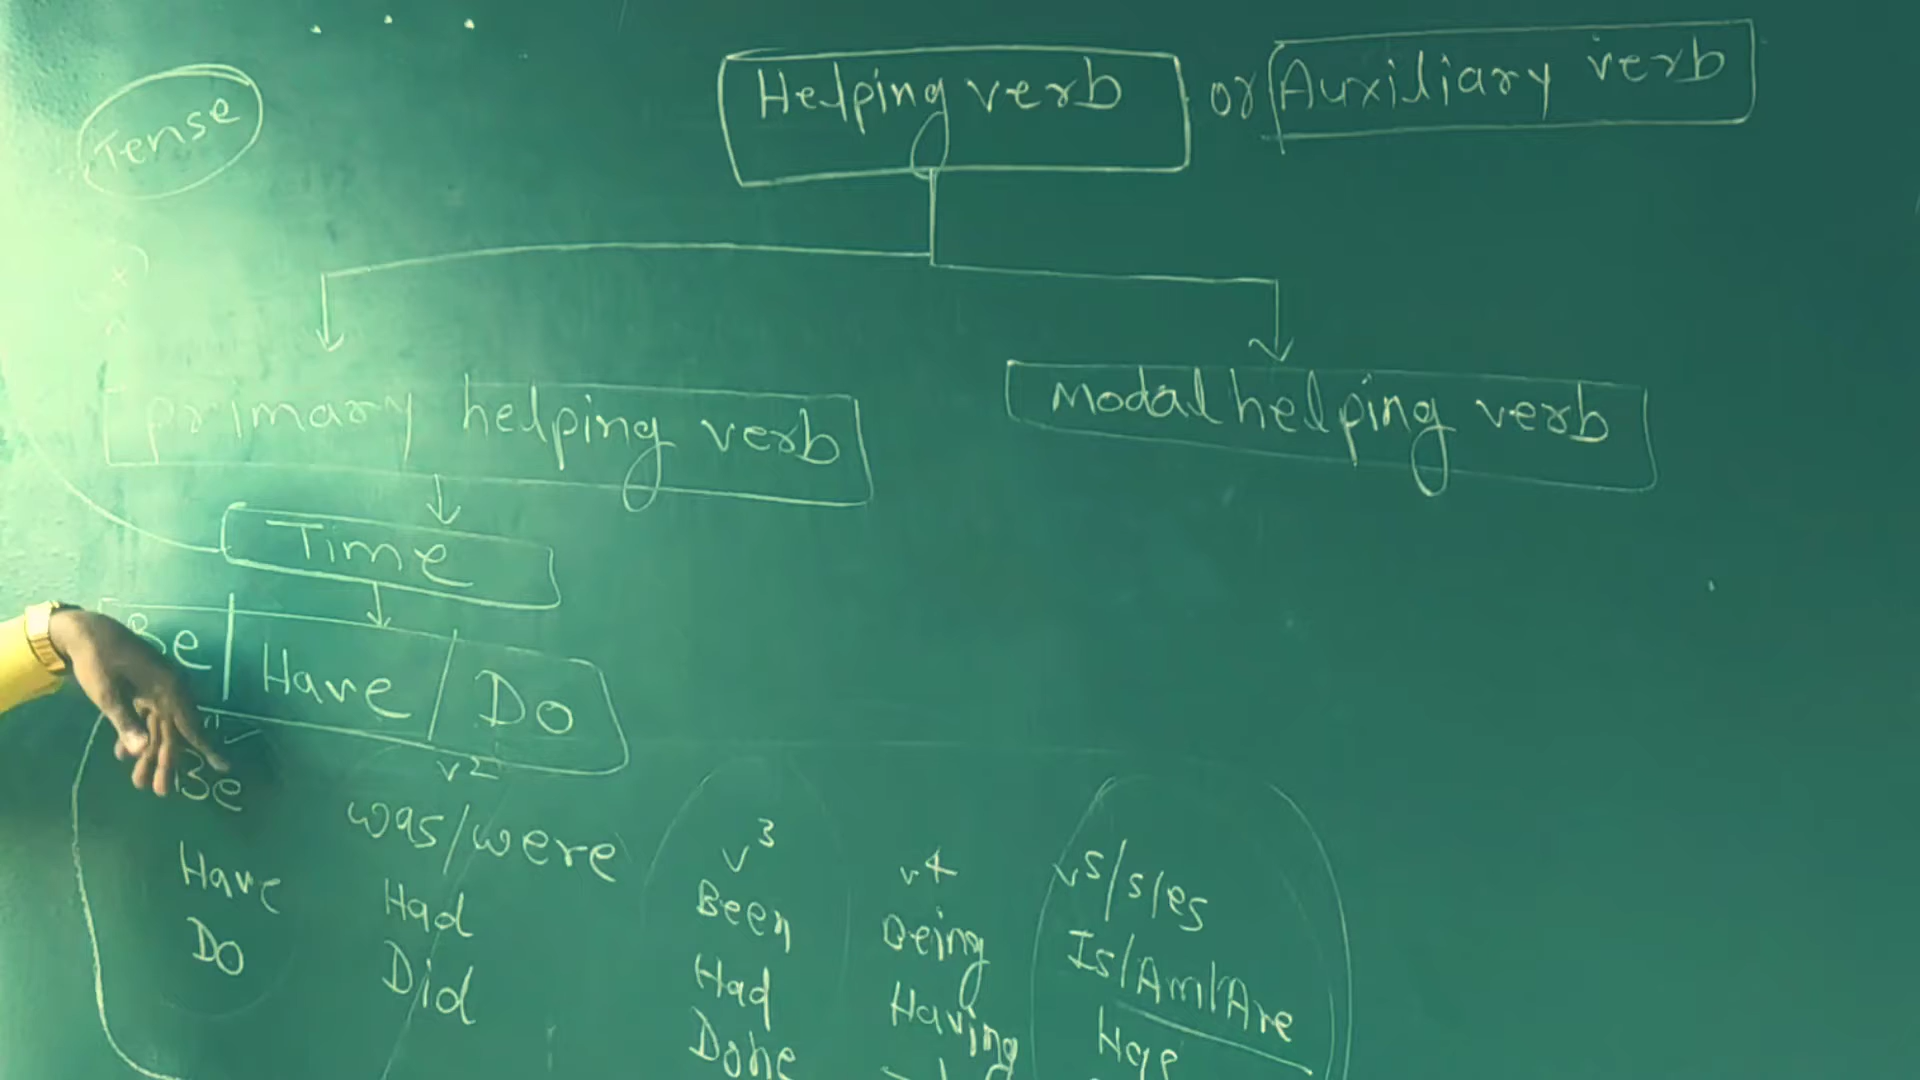 Tense
Helping verb or Auxiliary verb
primary helping verb
Modal helping verb
Time
Be | Have | Do
v2
Be was/were
v3 v4 v5/s/es
Have Had Been Being Is/Am/Are
Do Did Had Having
Done